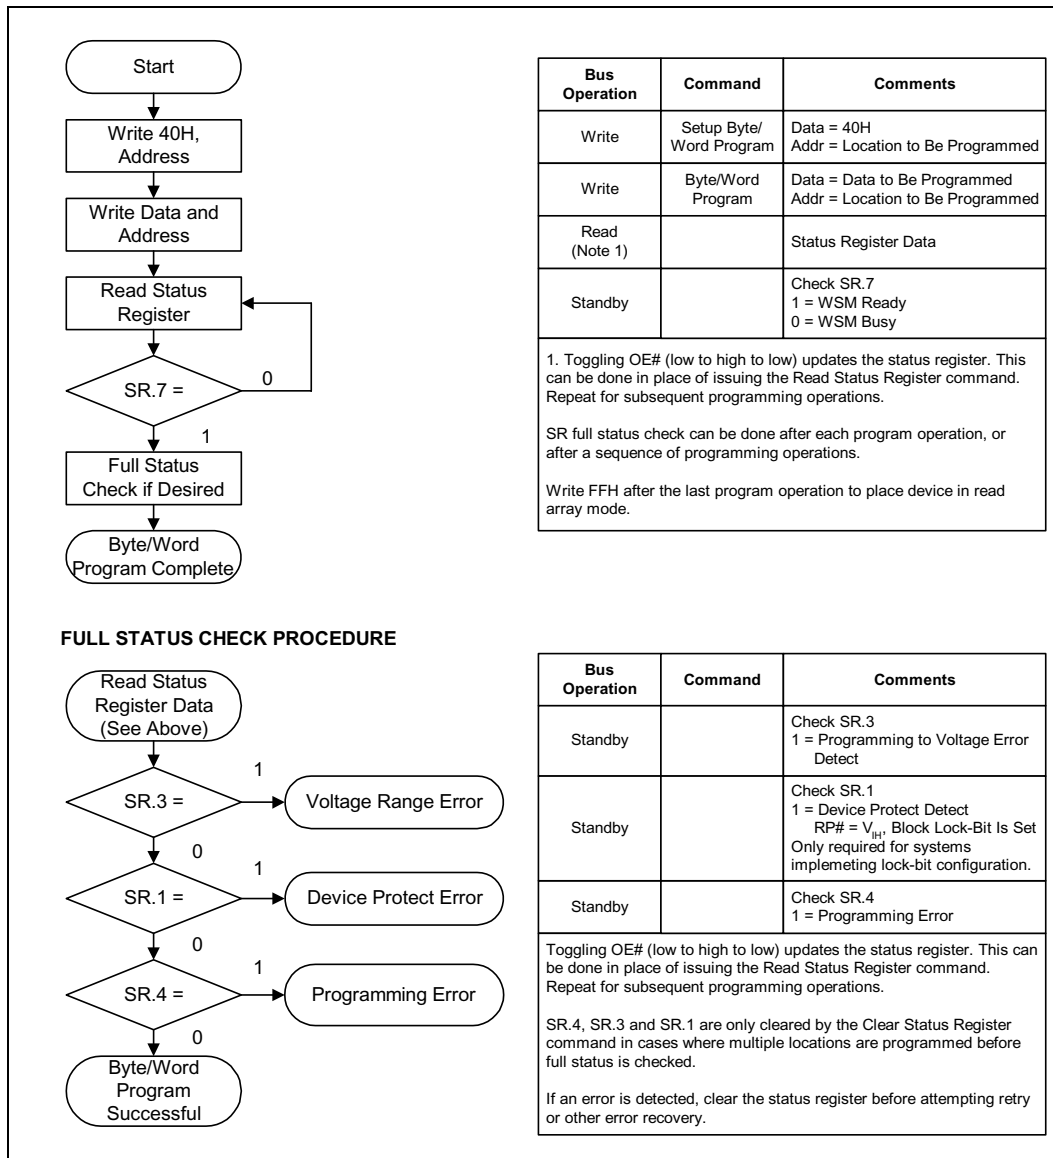 Start
Write 40H,
Address
Write Data and
Address
Read Status
Register
SR.7 =
0
1
Full Status
Check if Desired
Byte/Word
Program Complete
Bus
Operation
Command
Comments
Write
Setup Byte/
Word Program
Data = 40H
Addr = Location to Be Programmed
Write
Byte/Word
Program
Data = Data to Be Programmed
Addr = Location to Be Programmed
Read
(Note 1)
Status Register Data
Standby
Check SR.7
1 = WSM Ready
0 = WSM Busy
1. Toggling OE# (low to high to low) updates the status register. This
can be done in place of issuing the Read Status Register command.
Repeat for subsequent programming operations.
SR full status check can be done after each program operation, or
after a sequence of programming operations.
Write FFH after the last program operation to place device in read
array mode.
FULL STATUS CHECK PROCEDURE
Read Status
Register Data
(See Above)
SR.3 =
1
Voltage Range Error
0
SR.1 =
1
Device Protect Error
0
SR.4 =
1
Programming Error
0
Byte/Word
Program
Successful
Bus
Operation
Command
Comments
Standby
Check SR.3
1 = Programming to Voltage Error
Detect
Standby
Check SR.1
1 = Device Protect Detect
RP# = VIH, Block Lock-Bit Is Set
Only required for systems
implemeting lock-bit configuration.
Standby
Check SR.4
1 = Programming Error
Toggling OE# (low to high to low) updates the status register. This can
be done in place of issuing the Read Status Register command.
Repeat for subsequent programming operations.
SR.4, SR.3 and SR.1 are only cleared by the Clear Status Register
command in cases where multiple locations are programmed before
full status is checked.
If an error is detected, clear the status register before attempting retry
or other error recovery.